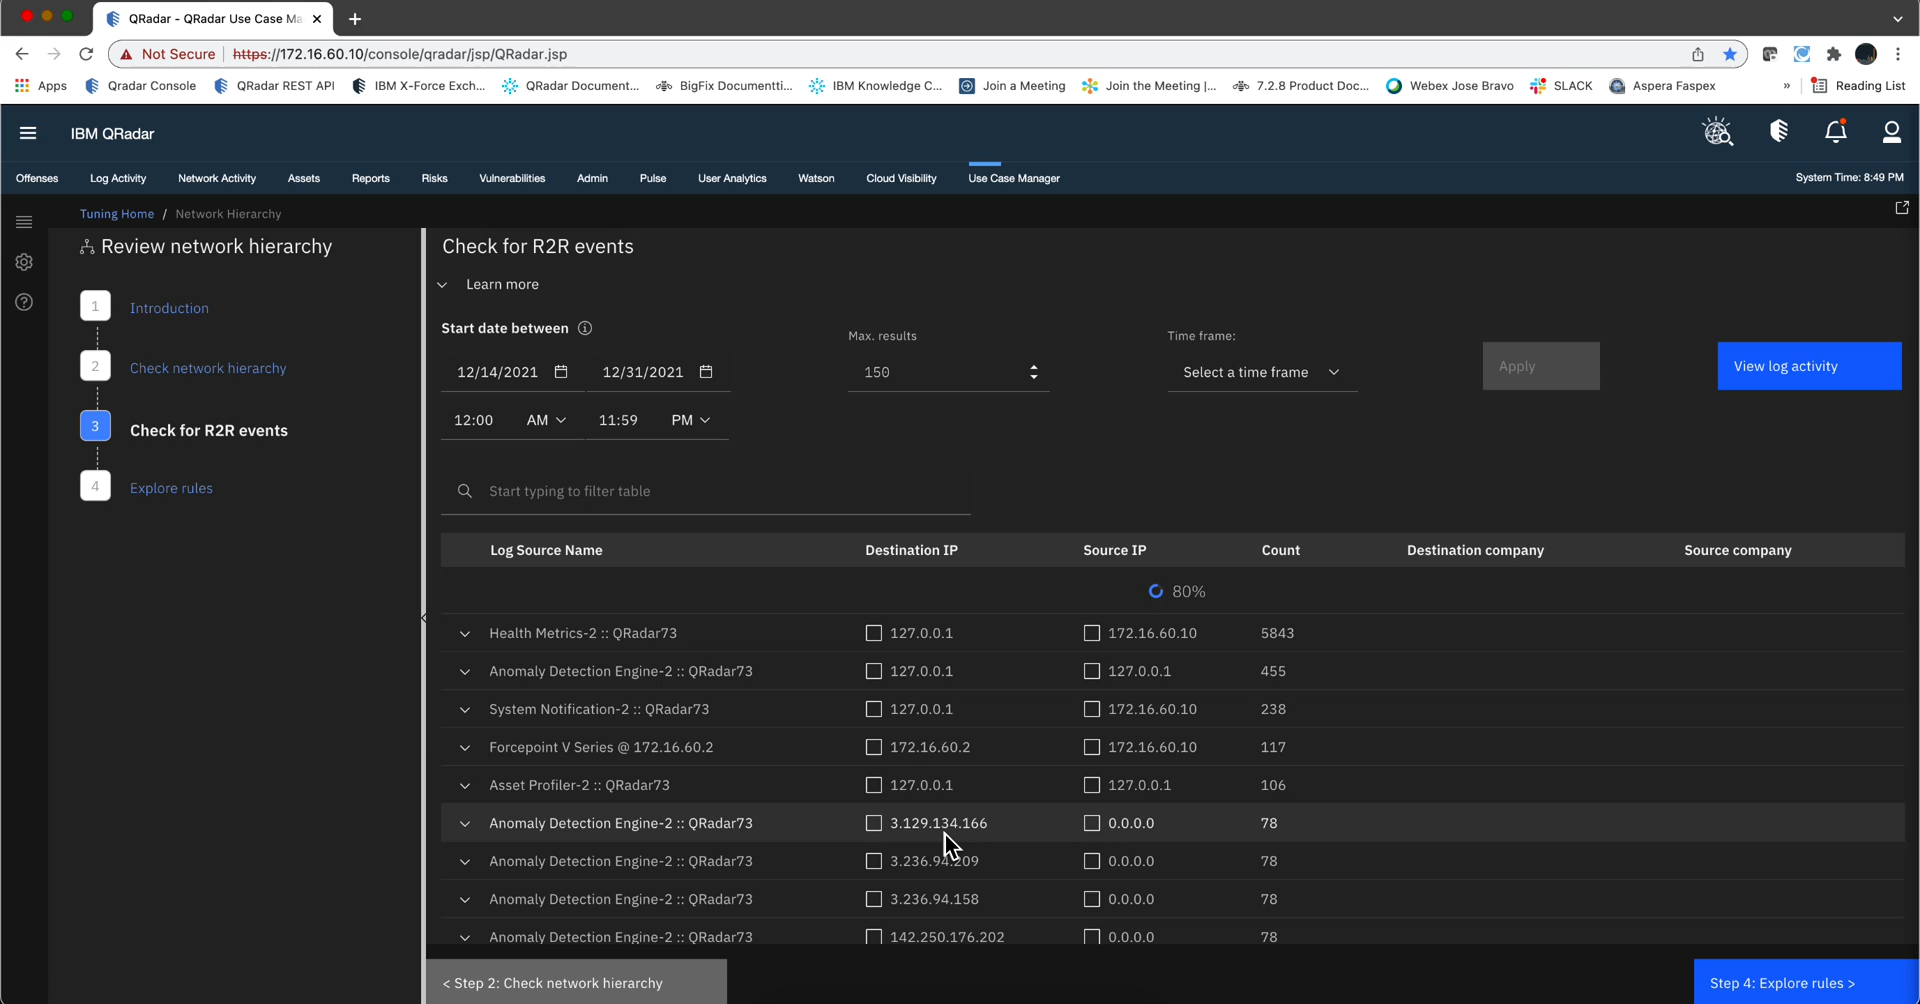 QRadar - QRadar Use Case Ma
Not Secure | https://172.16.60.10/console/qradar/jsp/QRadar.jsp
Apps Qradar Console QRadar REST API IBM X-Force Exch... QRadar Document... BigFix Documentti... IBM Knowledge C... Join a Meeting Join the Meeting |... 7.2.8 Product Doc... Webex Jose Bravo SLACK Aspera Faspex » Reading List
IBM QRadar
Offenses Log Activity Network Activity Assets Reports Risks Vulnerabilities Admin Pulse User Analytics Watson Cloud Visibility Use Case Manager System Time: 8:49 PM
Tuning Home / Network Hierarchy
Review network hierarchy
1 Introduction
2 Check network hierarchy
3 Check for R2R events
4 Explore rules
Check for R2R events
Learn more
Start date between
Max. results
Time frame:
12/14/2021 12/31/2021 150 Select a time frame Apply View log activity
12:00 AM 11:59 PM
Start typing to filter table
Log Source Name Destination IP Source IP Count Destination company Source company
80%
Health Metrics-2 :: QRadar73 127.0.0.1 172.16.60.10 5843
Anomaly Detection Engine-2 :: QRadar73 127.0.0.1 127.0.0.1 455
System Notification-2 :: QRadar73 127.0.0.1 172.16.60.10 238
Forcepoint V Series @ 172.16.60.2 172.16.60.2 172.16.60.10 117
Asset Profiler-2 :: QRadar73 127.0.0.1 127.0.0.1 106
Anomaly Detection Engine-2 :: QRadar73 3.129.134.166 0.0.0.0 78
Anomaly Detection Engine-2 :: QRadar73 3.236.94.209 0.0.0.0 78
Anomaly Detection Engine-2 :: QRadar73 3.236.94.158 0.0.0.0 78
Anomaly Detection Engine-2 :: QRadar73 142.250.176.202 0.0.0.0 78
< Step 2: Check network hierarchy
Step 4: Explore rules >